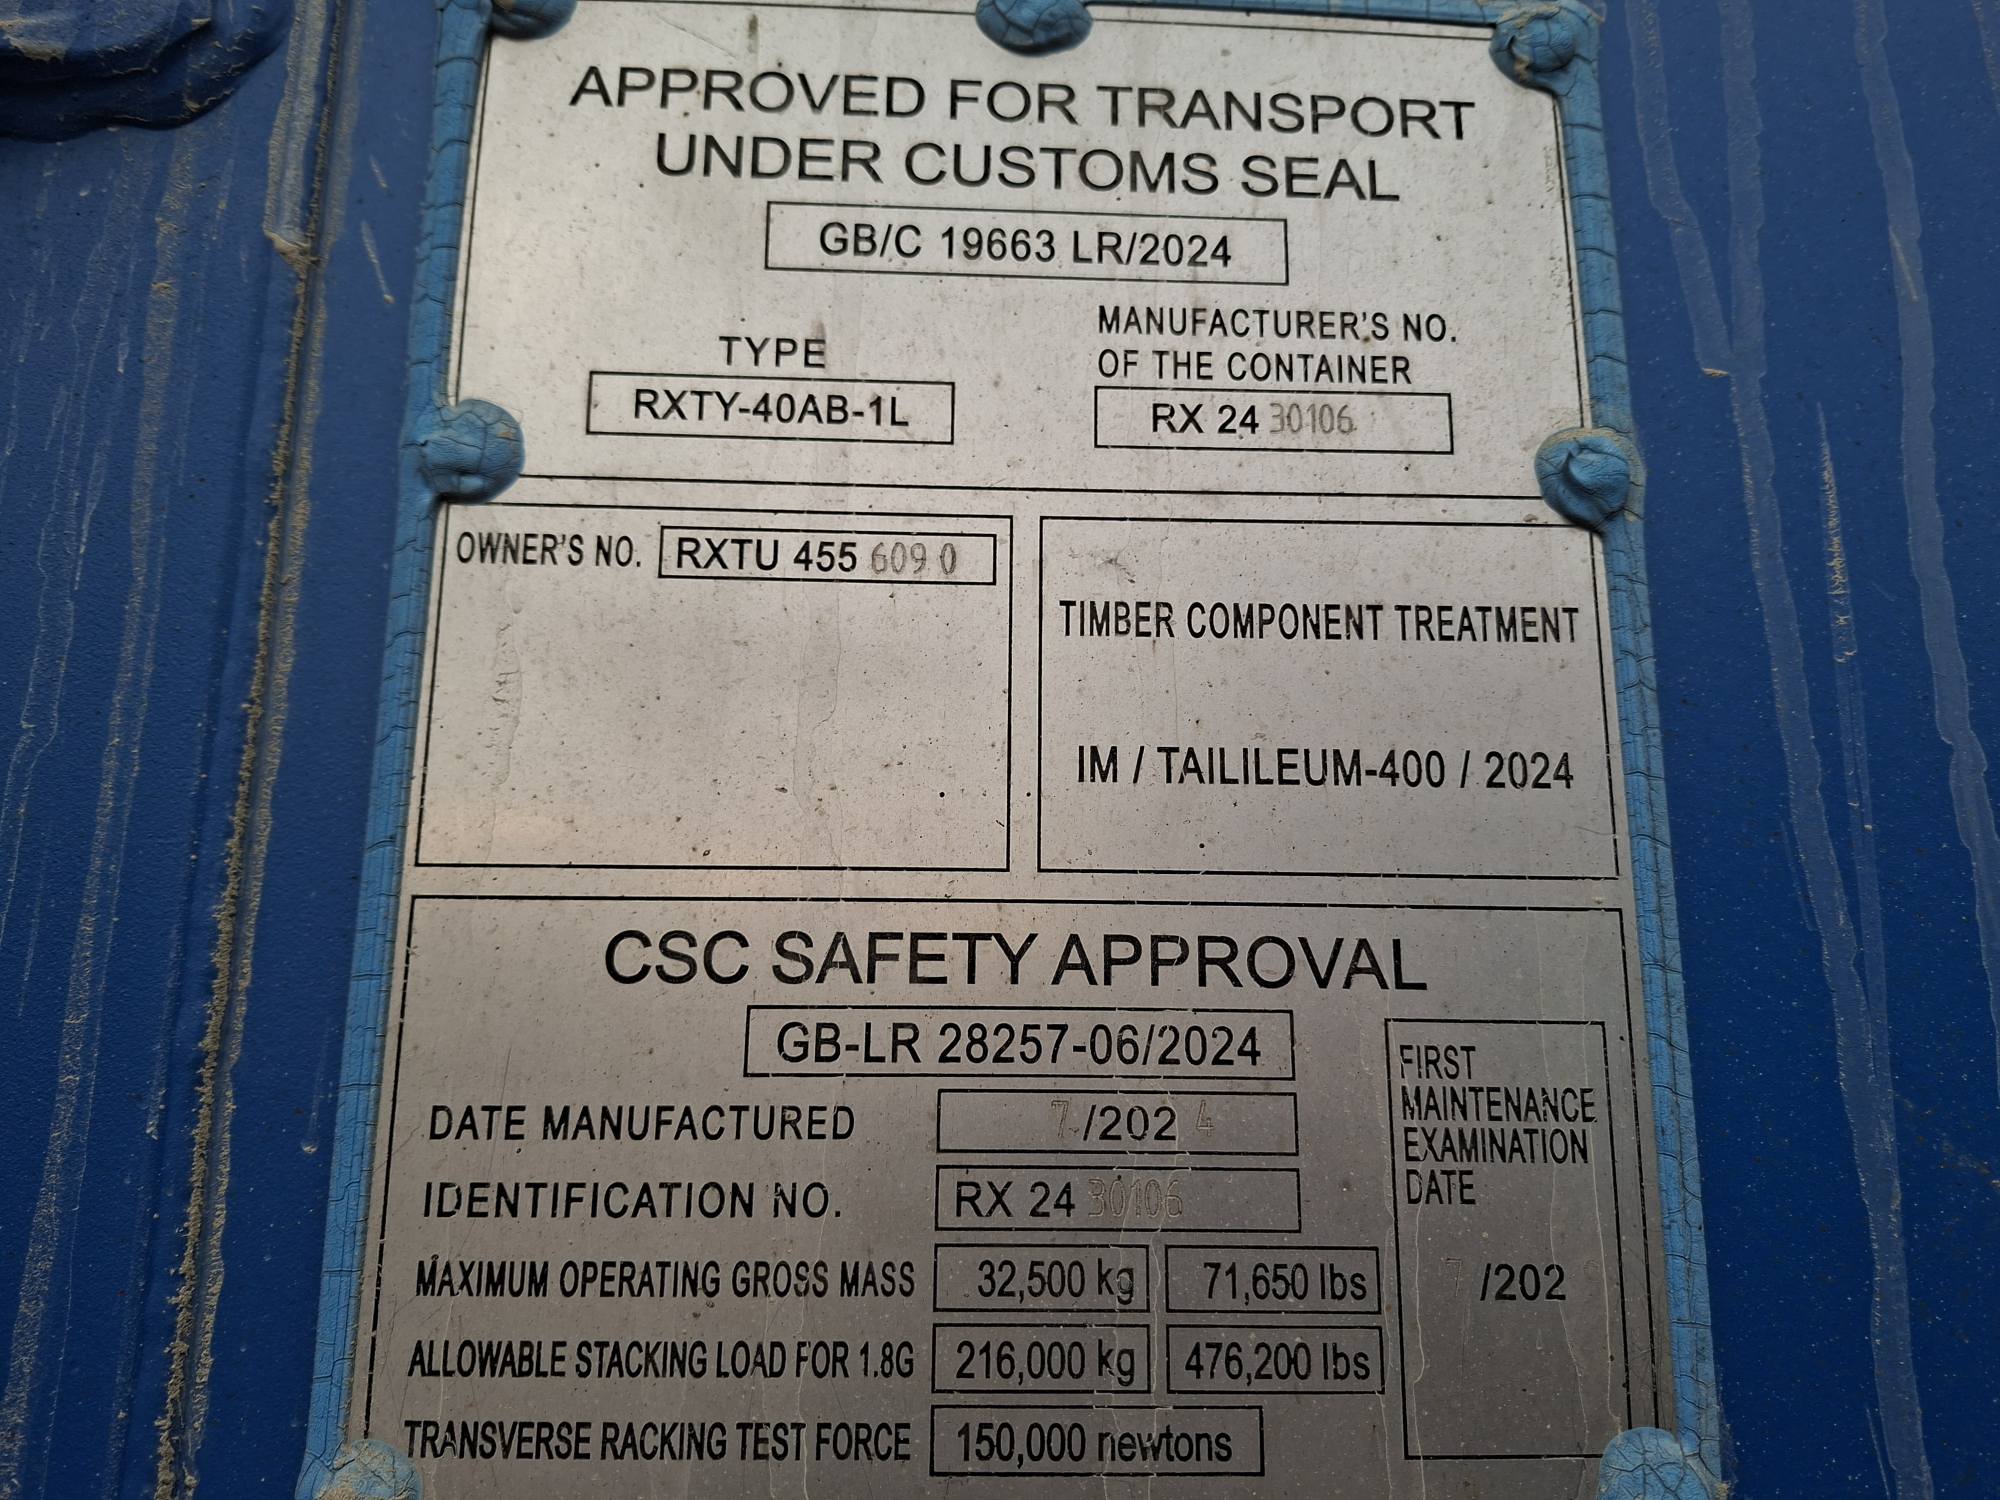 APPROVED FOR TRANSPORT
UNDER CUSTOMS SEAL
GB/C 19663 LR/2024
TYPE
RXTY-40AB-1L
MANUFACTURER'S NO.
OF THE CONTAINER
RX 24 30106
OWNER'S NO. RXTU 455 609 0
TIMBER COMPONENT TREATMENT
IM / TAILILEUM-400 / 2024
CSC SAFETY APPROVAL
GB-LR 28257-06/2024
DATE MANUFACTURED 7 /202 4
IDENTIFICATION NO. RX 24 30106
MAXIMUM OPERATING GROSS MASS 32,500 kg 71,650 lbs
ALLOWABLE STACKING LOAD FOR 1.8G 216,000 kg 476,200 lbs
TRANSVERSE RACKING TEST FORCE 150,000 newtons
FIRST
MAINTENANCE
EXAMINATION
DATE
7 /202